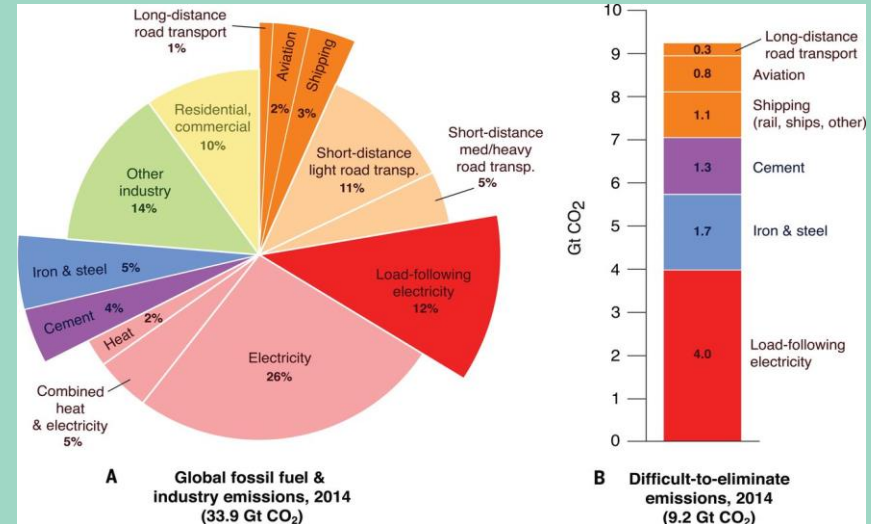 Long-distance
road transport
1%
Aviation
2%
Shipping
3%
Residential,
commercial
10%
Short-distance
light road transp.
11%
Short-distance
med/heavy
road transp.
5%
Other
industry
14%
Iron & steel 5%
Cement 4%
Heat 2%
Load-following
electricity
12%
Electricity
26%
Combined
heat
& electricity
5%
A Global fossil fuel &
industry emissions, 2014
(33.9 Gt CO₂)
10
9
8
7
6
5
4
3
2
1
0
Gt CO₂
0.3
0.8
1.1
1.3
1.7
4.0
Long-distance
road transport
Aviation
Shipping
(rail, ships, other)
Cement
Iron & steel
Load-following
electricity
B Difficult-to-eliminate
emissions, 2014
(9.2 Gt CO₂)